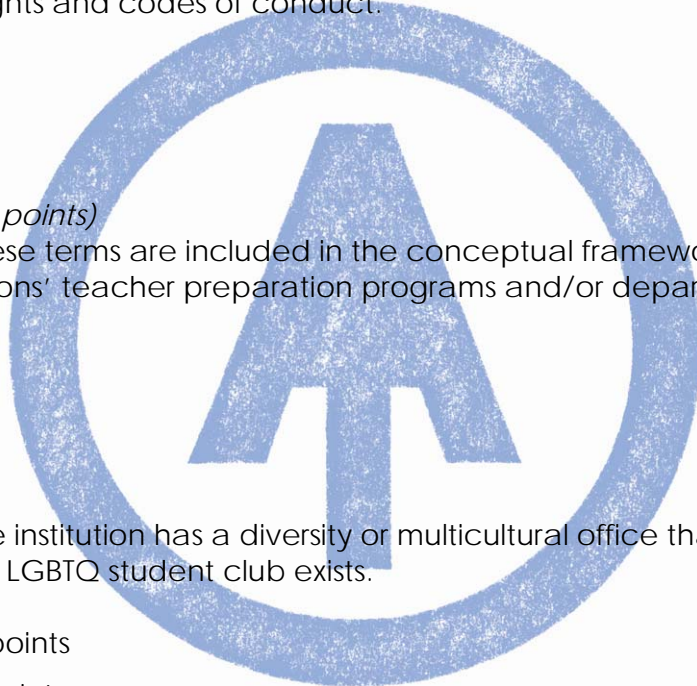 ghts and codes of conduct.
points)
ese terms are included in the conceptual framewo
ons' teacher preparation programs and/or depar
e institution has a diversity or multicultural office tha
LGBTQ student club exists.
points